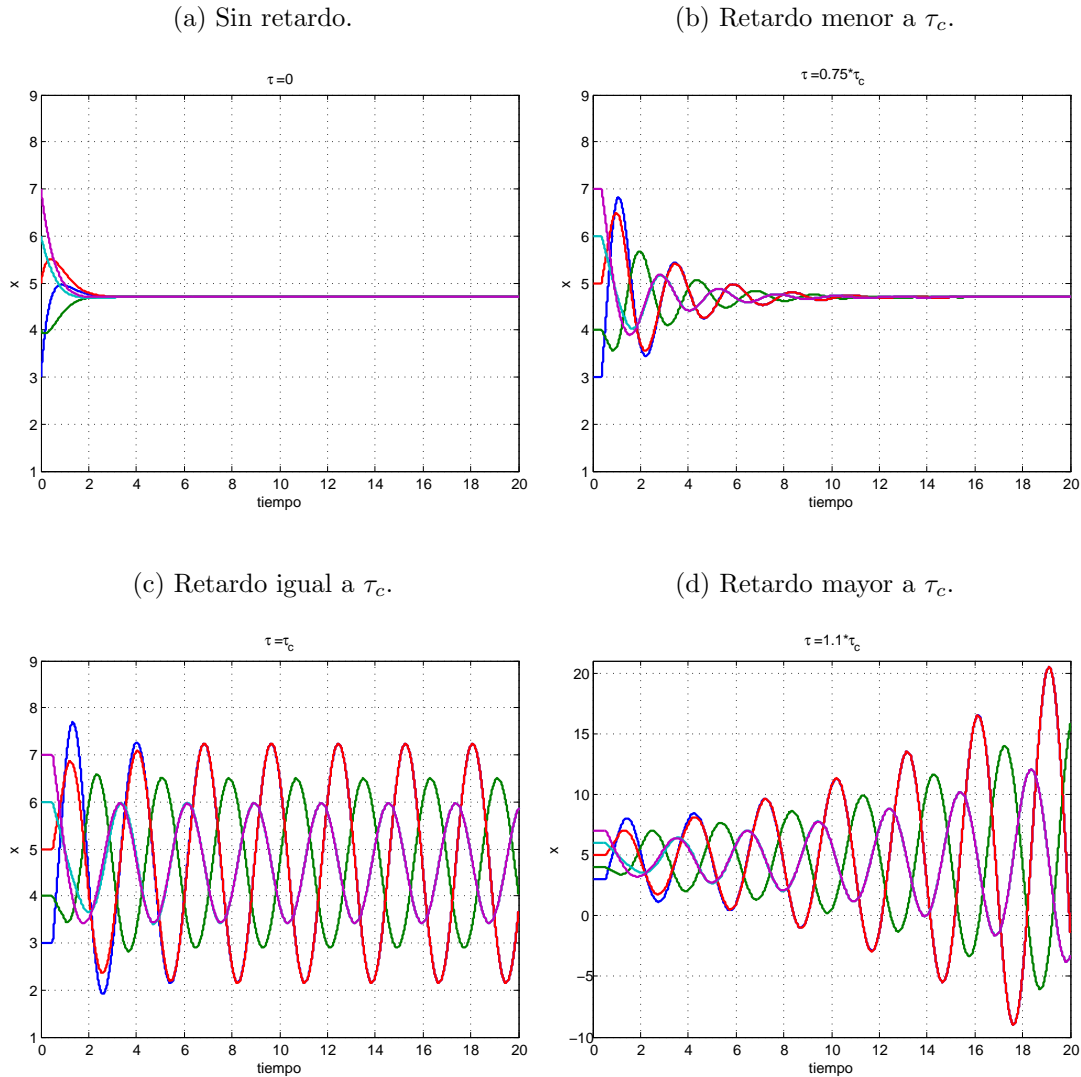 (a) Sin retardo.
(b) Retardo menor a τc.
τ=0
9
8
7
6
5
4
3
2
1
x
0 2 4 6 8 10 12 14 16 18 20
tiempo
τ=0.75*τc
9
8
7
6
5
4
3
2
1
x
0 2 4 6 8 10 12 14 16 18 20
tiempo
(c) Retardo igual a τc.
(d) Retardo mayor a τc.
τ=τc
9
8
7
6
5
4
3
2
1
x
0 2 4 6 8 10 12 14 16 18 20
tiempo
τ=1.1*τc
20
15
10
5
0
−5
−10
x
0 2 4 6 8 10 12 14 16 18 20
tiempo